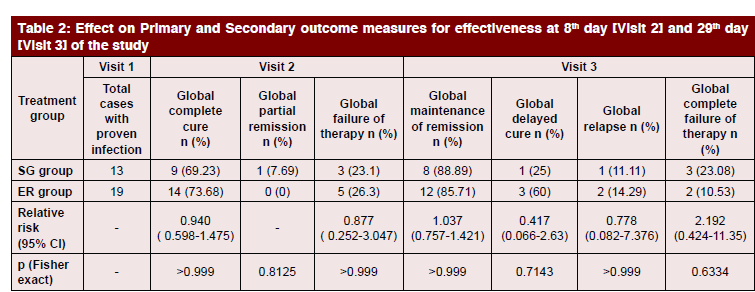 Table 2: Effect on Primary and Secondary outcome measures for effectiveness at 8th day [Visit 2] and 29th day
[Visit 3] of the study
Treatment group | Visit 1 | Visit 2 | Visit 3
Total cases with proven infection | Global complete cure n (%) | Global partial remission n (%) | Global failure of therapy n (%) | Global maintenance of remission n (%) | Global delayed cure n (%) | Global relapse n (%) | Global complete failure of therapy n (%)
SG group | 13 | 9 (69.23) | 1 (7.69) | 3 (23.1) | 8 (88.89) | 1 (25) | 1 (11.11) | 3 (23.08)
ER group | 19 | 14 (73.68) | 0 (0) | 5 (26.3) | 12 (85.71) | 3 (60) | 2 (14.29) | 2 (10.53)
Relative risk (95% CI) | - | 0.940 ( 0.598-1.475) | - | 0.877 ( 0.252-3.047) | 1.037 (0.757-1.421) | 0.417 (0.066-2.63) | 0.778 (0.082-7.376) | 2.192 (0.424-11.35)
p (Fisher exact) | - | >0.999 | 0.8125 | >0.999 | >0.999 | 0.7143 | >0.999 | 0.6334